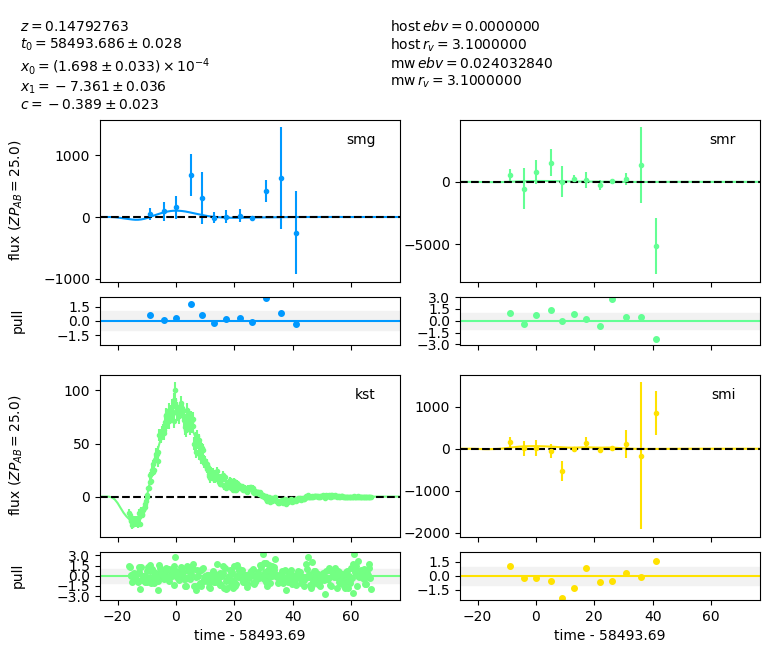 z = 0.14792763
t₀ = 58493.686 ± 0.028
x₀ = (1.698 ± 0.033) × 10⁻⁴
x₁ = −7.361 ± 0.036
c = −0.389 ± 0.023
host ebv = 0.0000000
host r_v = 3.1000000
mw ebv = 0.024032840
mw r_v = 3.1000000
smg
flux (ZP_AB = 25.0)
1000
0
−1000
smr
0
−5000
pull
1.5
0.0
−1.5
3.0
1.5
0.0
−1.5
−3.0
kst
flux (ZP_AB = 25.0)
100
50
0
smi
1000
0
−1000
−2000
pull
3.0
1.5
0.0
−1.5
−3.0
−20 0 20 40 60
time - 58493.69
1.5
0.0
−1.5
−20 0 20 40 60
time - 58493.69